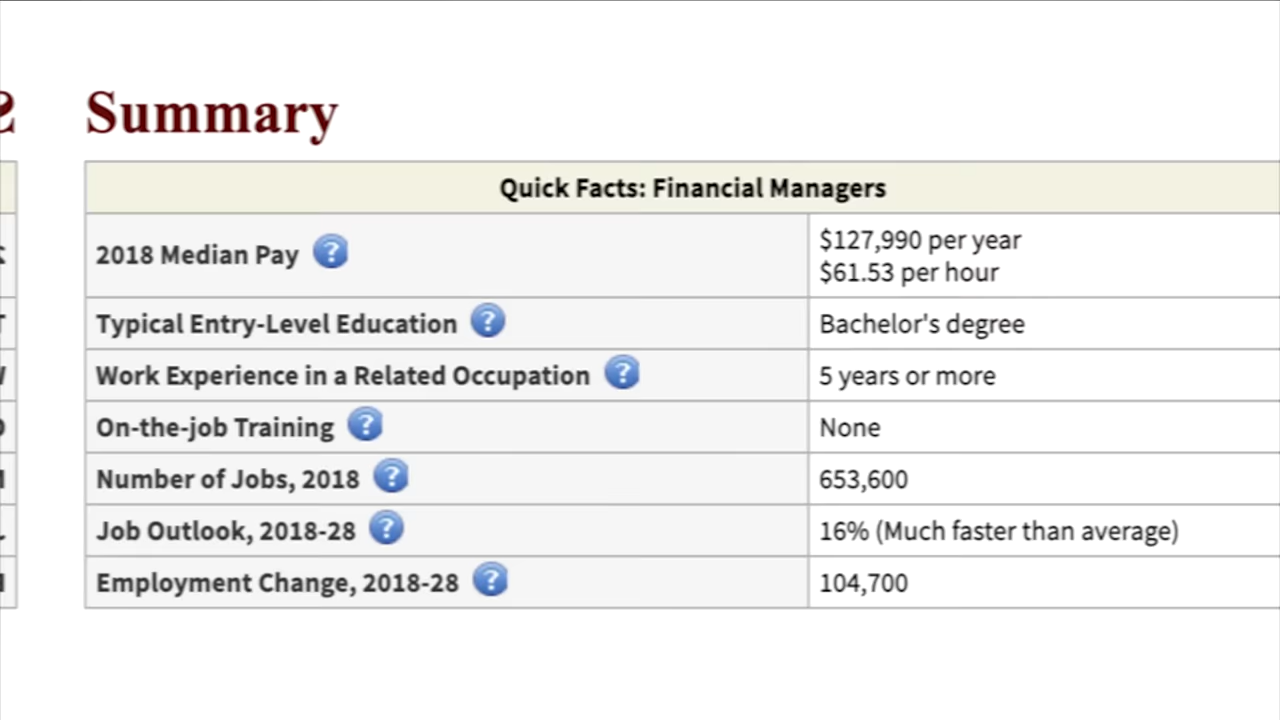 Summary
Quick Facts: Financial Managers
2018 Median Pay ?
$127,990 per year
$61.53 per hour
Typical Entry-Level Education ?
Bachelor's degree
Work Experience in a Related Occupation ?
5 years or more
On-the-job Training ?
None
Number of Jobs, 2018 ?
653,600
Job Outlook, 2018-28 ?
16% (Much faster than average)
Employment Change, 2018-28 ?
104,700